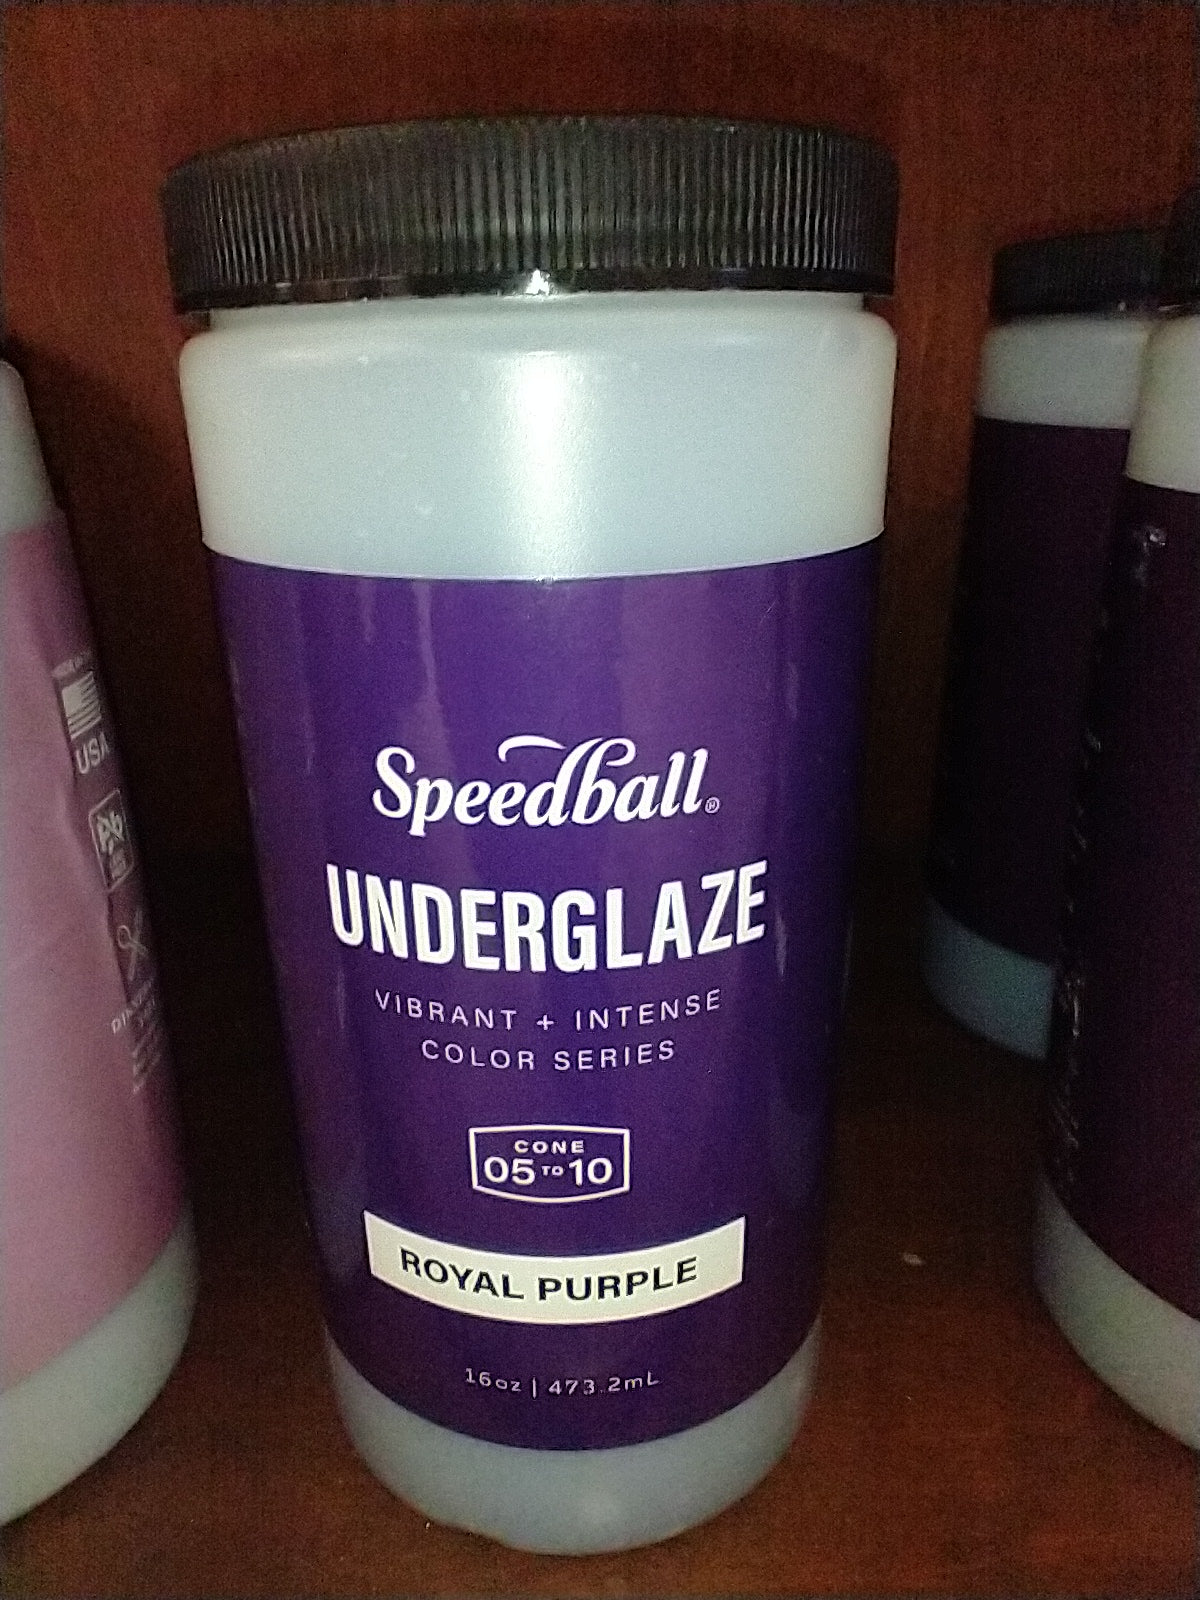 Speedball®
UNDERGLAZE
VIBRANT + INTENSE
COLOR SERIES
CONE
05 TO 10
ROYAL PURPLE
16oz | 473.2mL
USA